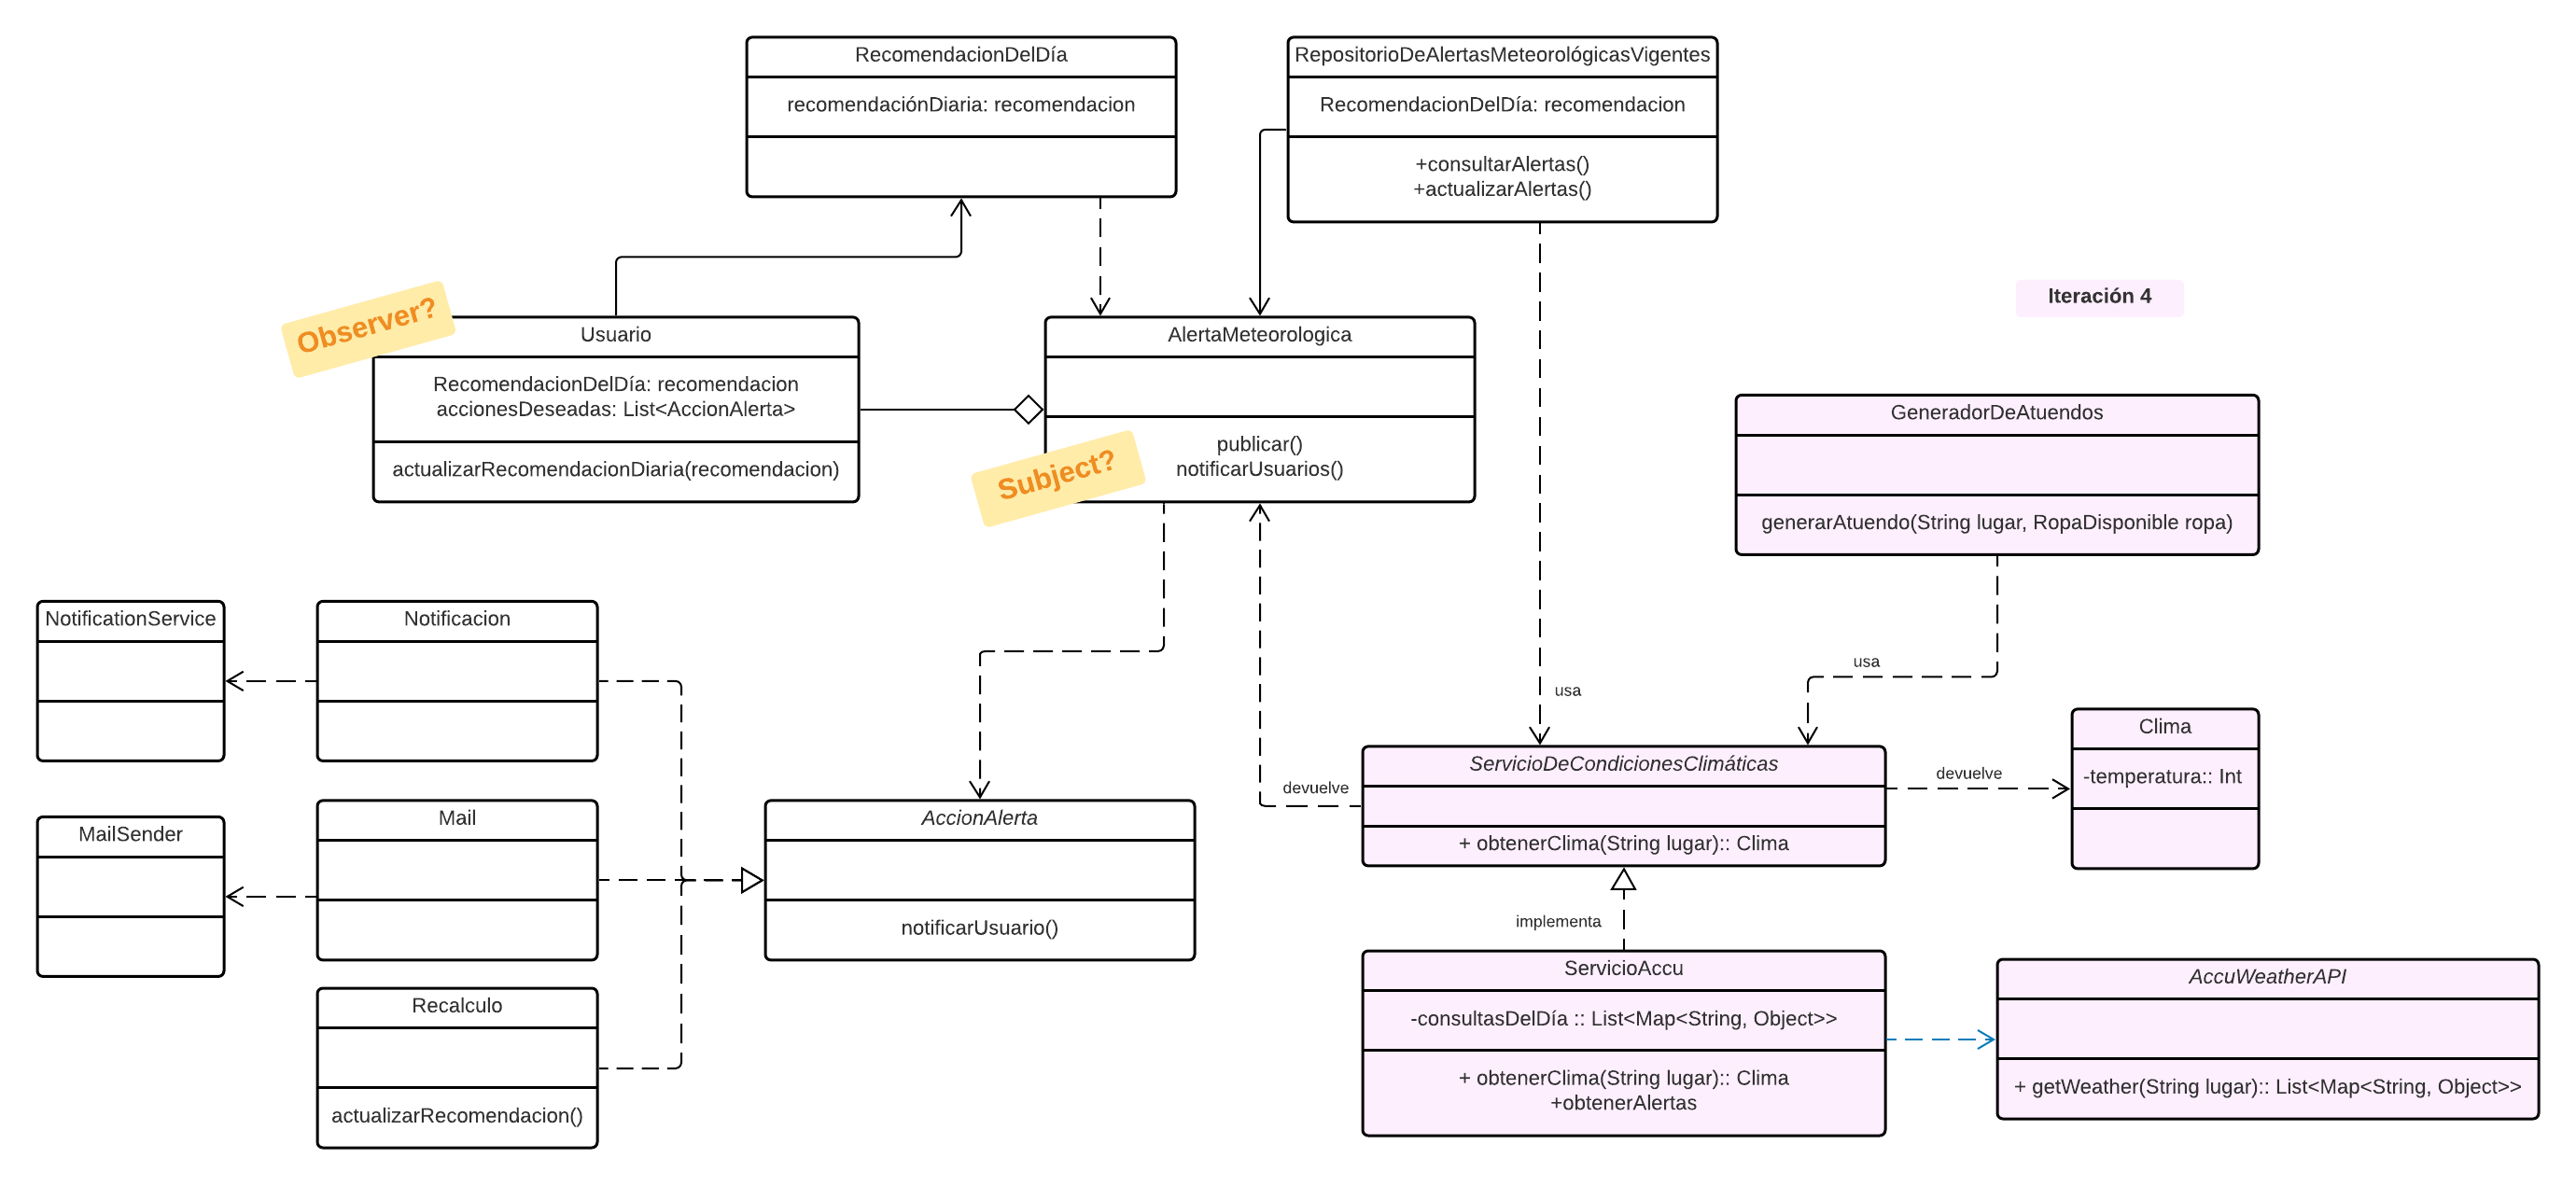 RecomendacionDelDía
recomendaciónDiaria: recomendacion
RepositorioDeAlertasMeteorológicasVigentes
RecomendacionDelDía: recomendacion
+consultarAlertas()
+actualizarAlertas()
Iteración 4
Observer?
Usuario
RecomendacionDelDía: recomendacion
accionesDeseadas: List<AccionAlerta>
actualizarRecomendacionDiaria(recomendacion)
AlertaMeteorologica
publicar()
notificarUsuarios()
Subject?
GeneradorDeAtuendos
generarAtuendo(String lugar, RopaDisponible ropa)
usa
usa
NotificationService
Notificacion
MailSender
Mail
Recalculo
actualizarRecomendacion()
AccionAlerta
notificarUsuario()
devuelve
ServicioDeCondicionesClimáticas
+ obtenerClima(String lugar):: Clima
devuelve
Clima
-temperatura:: Int
implementa
ServicioAccu
-consultasDelDía :: List<Map<String, Object>>
+ obtenerClima(String lugar):: Clima
+obtenerAlertas
AccuWeatherAPI
+ getWeather(String lugar):: List<Map<String, Object>>